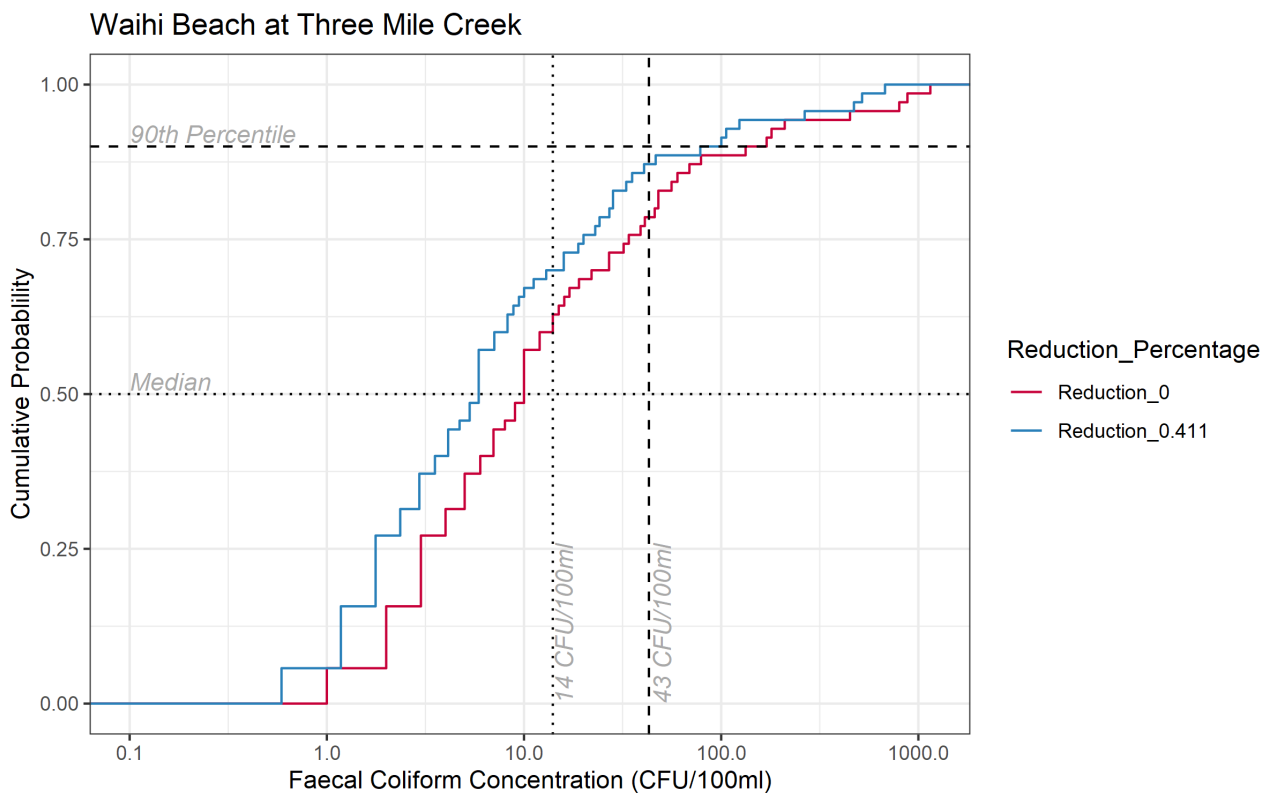 Waihi Beach at Three Mile Creek
1.00
90th Percentile
0.75
Cumulative Probablility
Median
0.50
14 CFU/100ml
43 CFU/100ml
0.25
0.00
0.1
1.0
10.0
100.0
1000.0
Faecal Coliform Concentration (CFU/100ml)
Reduction_Percentage
Reduction_0
Reduction_0.411